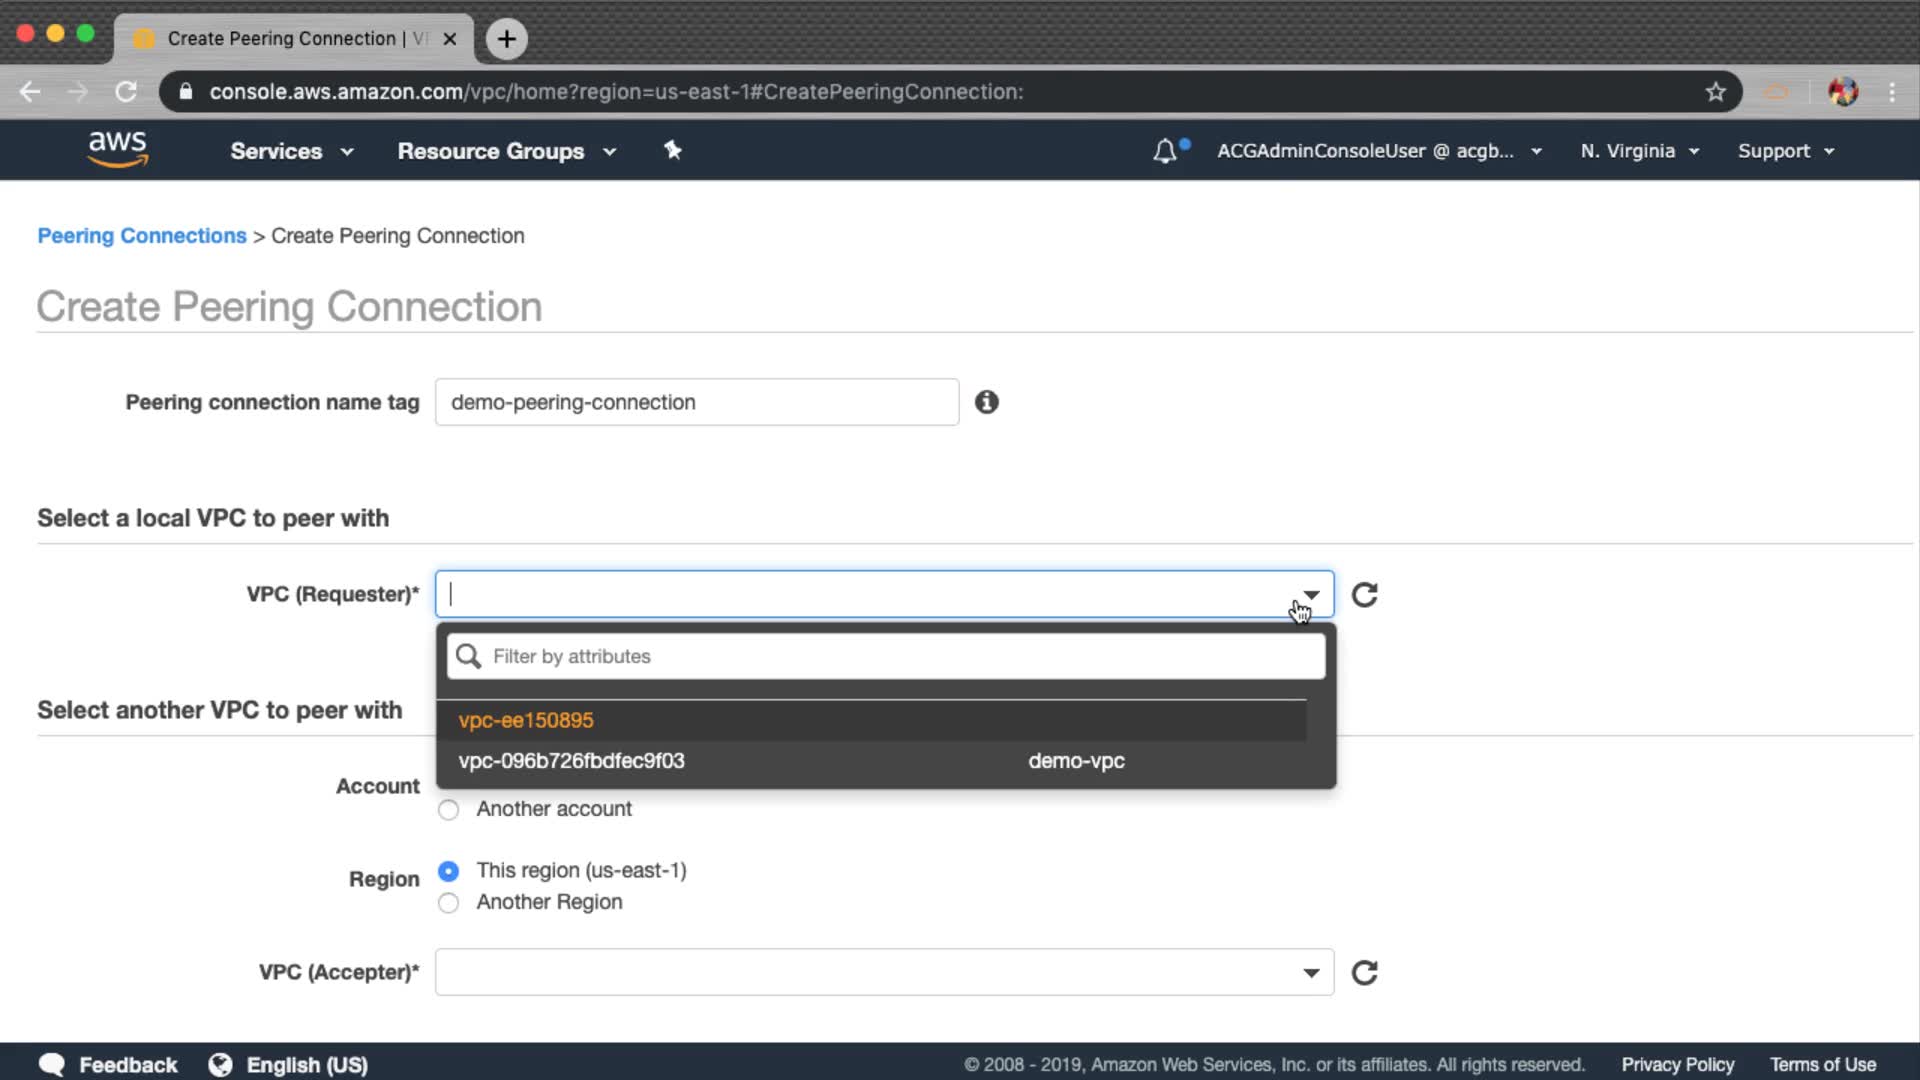 Create Peering Connection | V
console.aws.amazon.com/vpc/home?region=us-east-1#CreatePeeringConnection:
aws Services Resource Groups ACGAdminConsoleUser @ acgb... N. Virginia Support
Peering Connections > Create Peering Connection
Create Peering Connection
Peering connection name tag demo-peering-connection
Select a local VPC to peer with
VPC (Requester)*
Filter by attributes
Select another VPC to peer with
vpc-ee150895
vpc-096b726fbdfec9f03 demo-vpc
Account
Another account
Region
This region (us-east-1)
Another Region
VPC (Accepter)*
Feedback English (US) © 2008 - 2019, Amazon Web Services, Inc. or its affiliates. All rights reserved. Privacy Policy Terms of Use